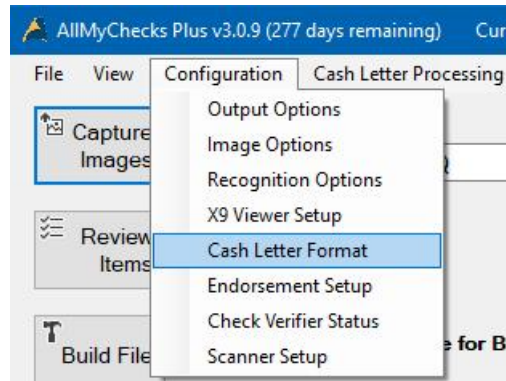 AllMyChecks Plus v3.0.9 (277 days remaining) Cur
File View Configuration Cash Letter Processing
Capture
Images
Review
Items
Build File
Output Options
Image Options
Recognition Options
X9 Viewer Setup
Cash Letter Format
Endorsement Setup
Check Verifier Status
Scanner Setup
for B